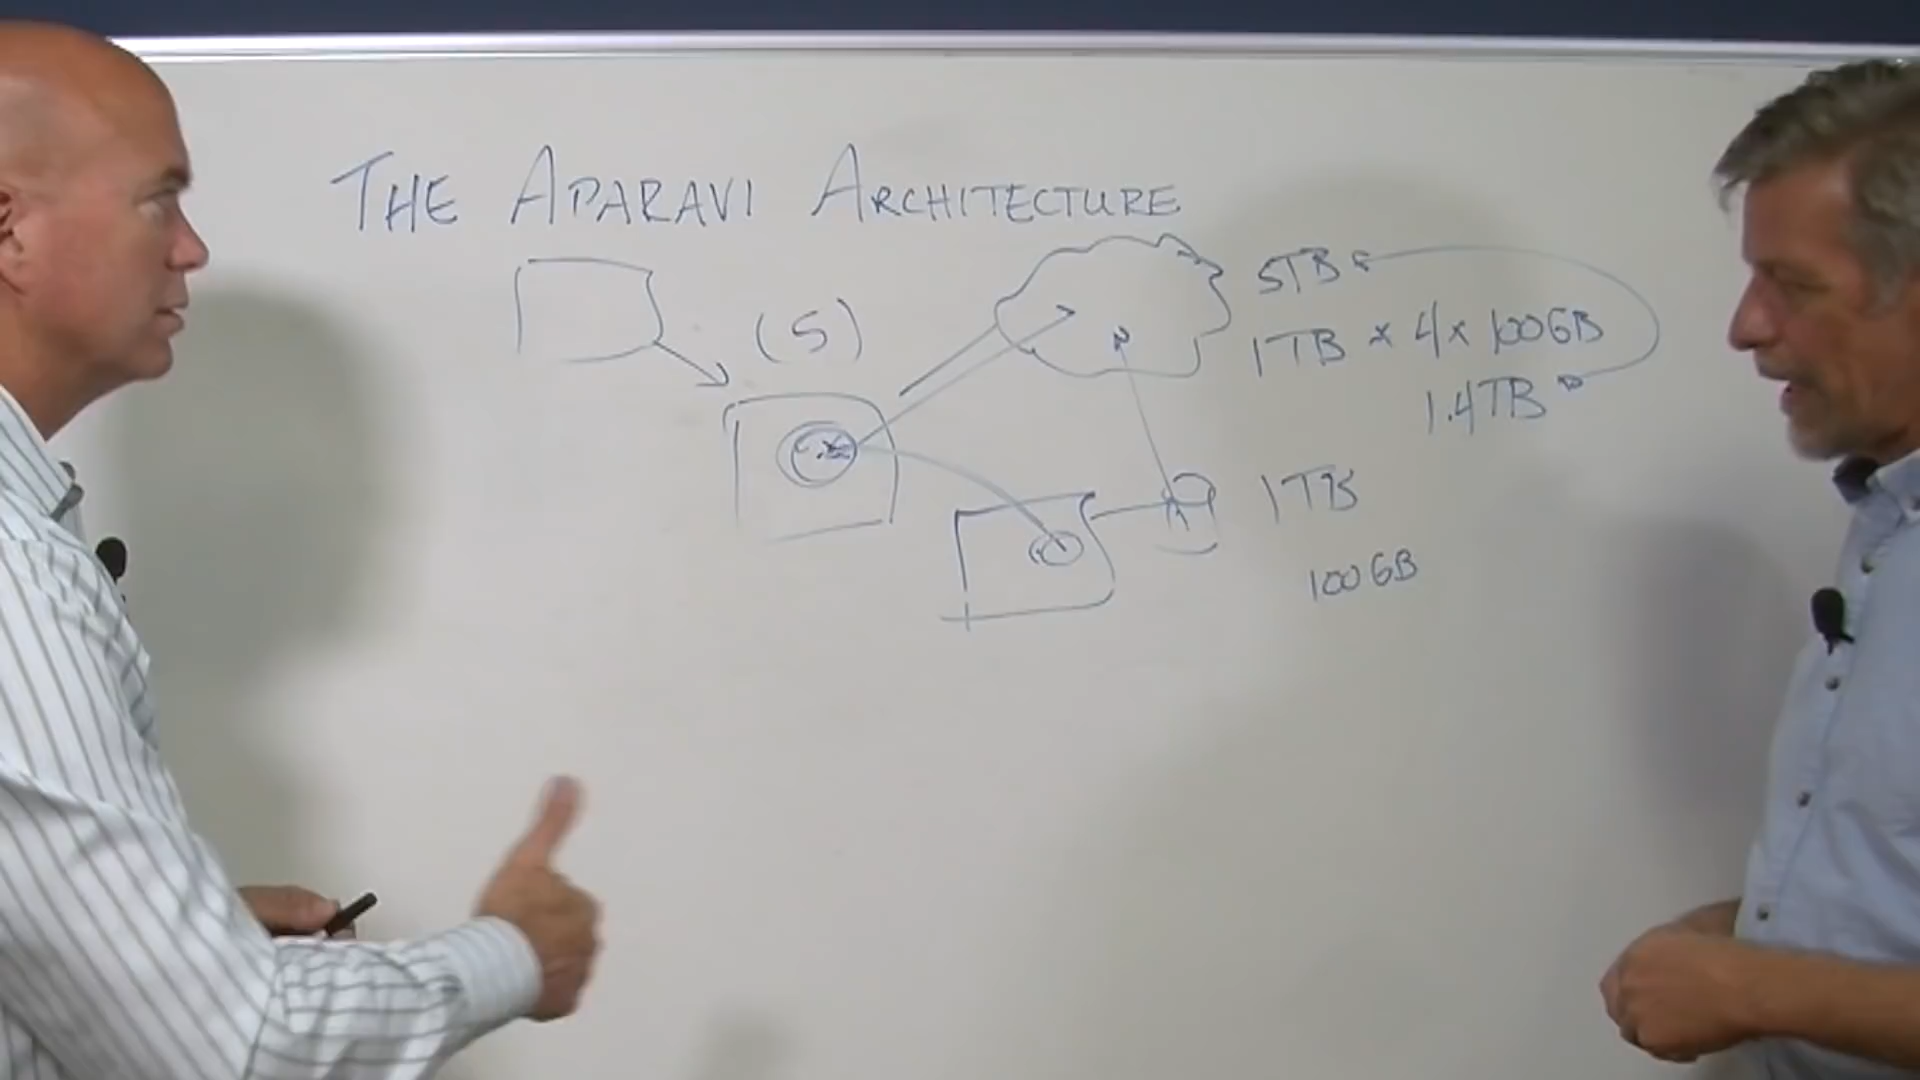 THE APARAVI ARCHITECTURE
5TB
(S)
1TB * 4 x 100GB
1.4TB
1TB
100GB